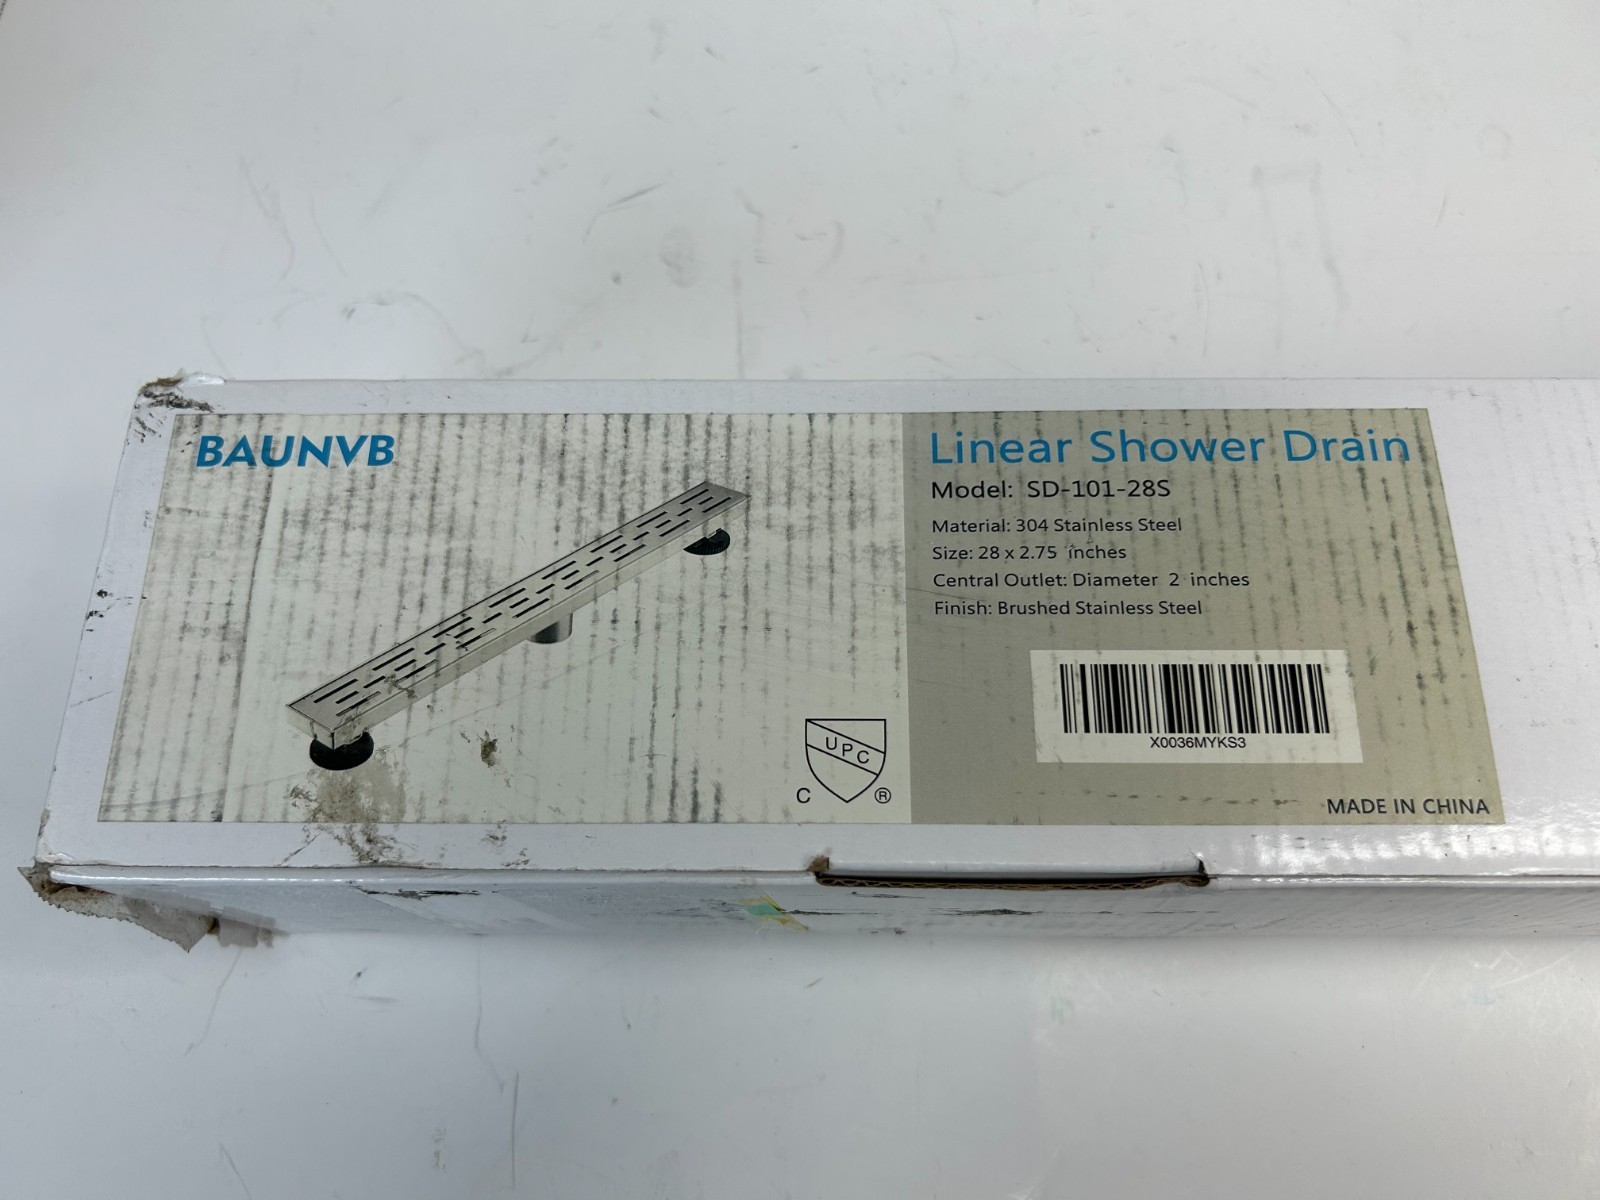 BAUNVB
Linear Shower Drain
Model: SD-101-28S
Material: 304 Stainless Steel
Size: 28 x 2.75 inches
Central Outlet: Diameter 2 inches
Finish: Brushed Stainless Steel
X0036MYKS3
UPC
C ®
MADE IN CHINA